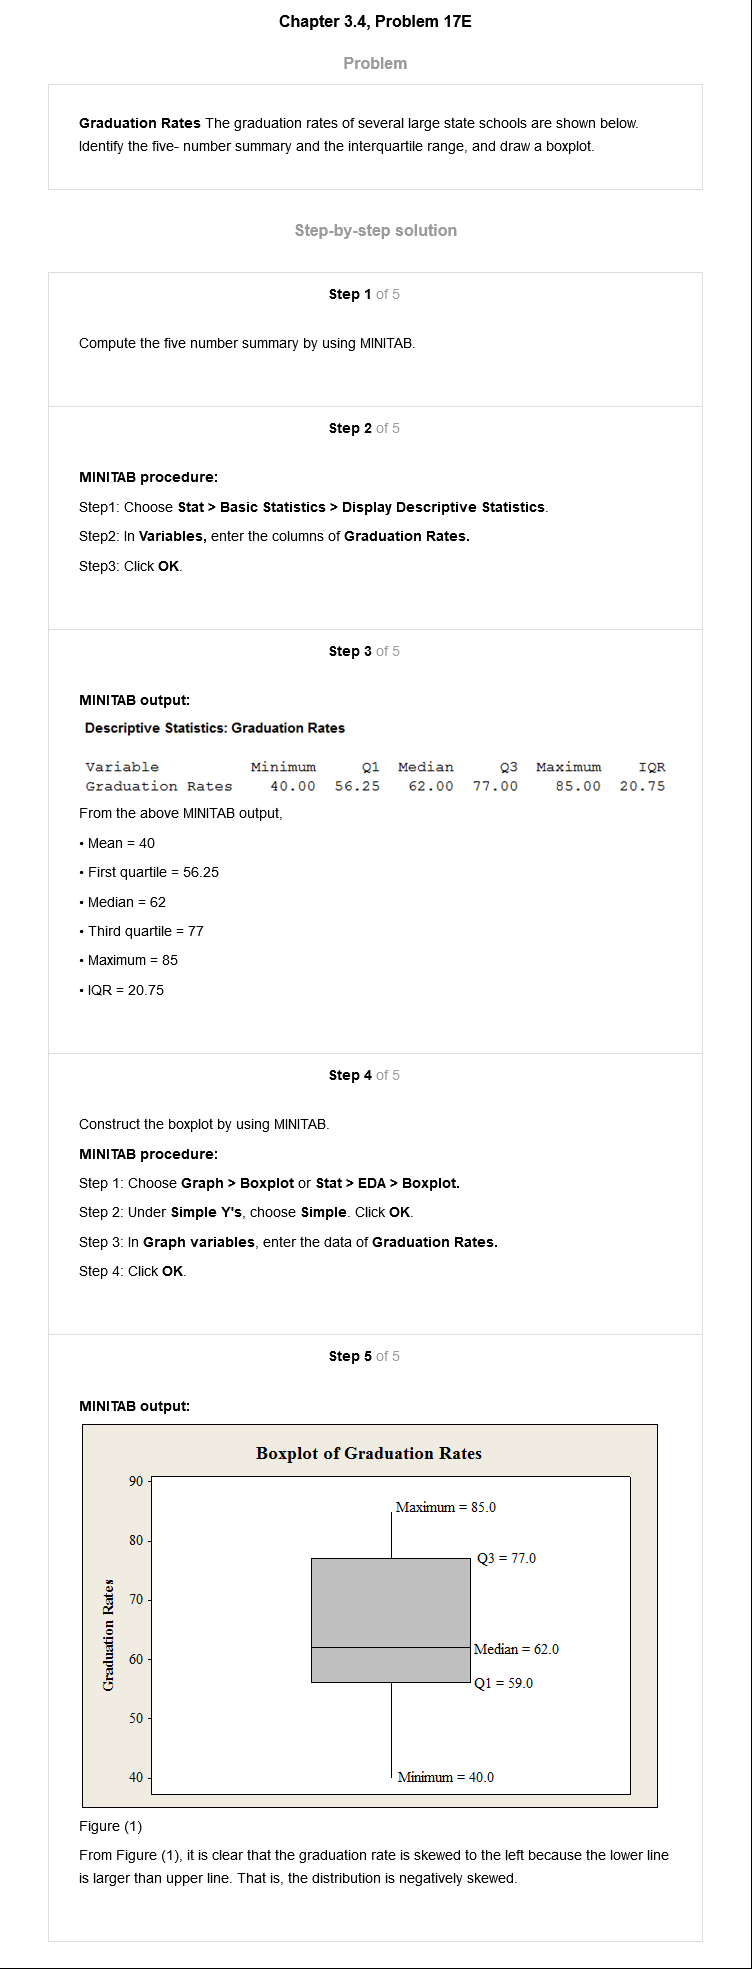 Chapter 3.4, Problem 17E
Problem
Graduation Rates The graduation rates of several large state schools are shown below.
Identify the five- number summary and the interquartile range, and draw a boxplot.
Step-by-step solution
Step 1 of 5
Compute the five number summary by using MINITAB.
Step 2 of 5
MINITAB procedure:
Step1: Choose Stat > Basic Statistics > Display Descriptive Statistics.
Step2: In Variables, enter the columns of Graduation Rates.
Step3: Click OK.
Step 3 of 5
MINITAB output:
Descriptive Statistics: Graduation Rates
Variable Minimum Q1 Median Q3 Maximum IQR
Graduation Rates 40.00 56.25 62.00 77.00 85.00 20.75
From the above MINITAB output,
• Mean = 40
• First quartile = 56.25
• Median = 62
• Third quartile = 77
• Maximum = 85
• IQR = 20.75
Step 4 of 5
Construct the boxplot by using MINITAB.
MINITAB procedure:
Step 1: Choose Graph > Boxplot or Stat > EDA > Boxplot.
Step 2: Under Simple Y's, choose Simple. Click OK.
Step 3: In Graph variables, enter the data of Graduation Rates.
Step 4: Click OK.
Step 5 of 5
MINITAB output:
Boxplot of Graduation Rates
90
Maximum = 85.0
80
Q3 = 77.0
70
Graduation Rates
Median = 62.0
60
Q1 = 59.0
50
40
Minimum = 40.0
Figure (1)
From Figure (1), it is clear that the graduation rate is skewed to the left because the lower line
is larger than upper line. That is, the distribution is negatively skewed.